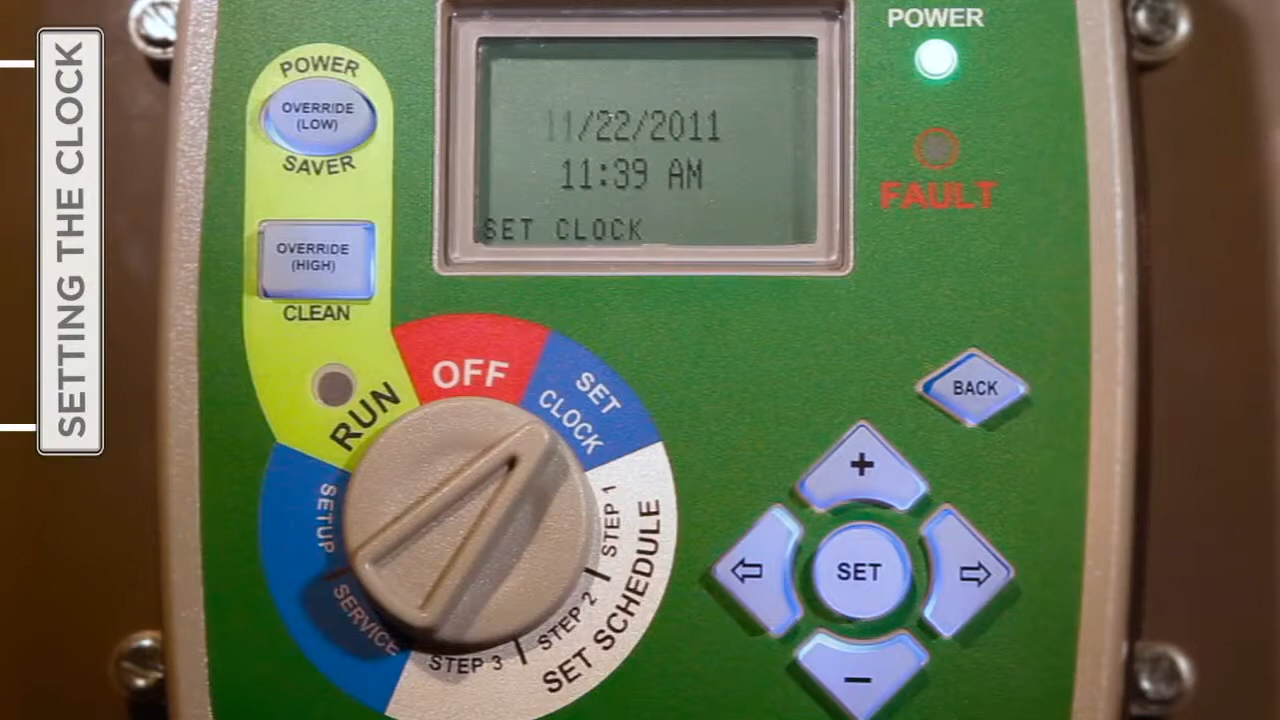 SETTING THE CLOCK
POWER
OVERRIDE
(LOW)
SAVER
OVERRIDE
(HIGH)
CLEAN
11/22/2011
11:39 AM
SET CLOCK
POWER
FAULT
RUN
OFF
SET
CLOCK
STEP 1
STEP 2
STEP 3
SET SCHEDULE
SERVICE
SETUP
BACK
+
⇦
SET
⇨
−